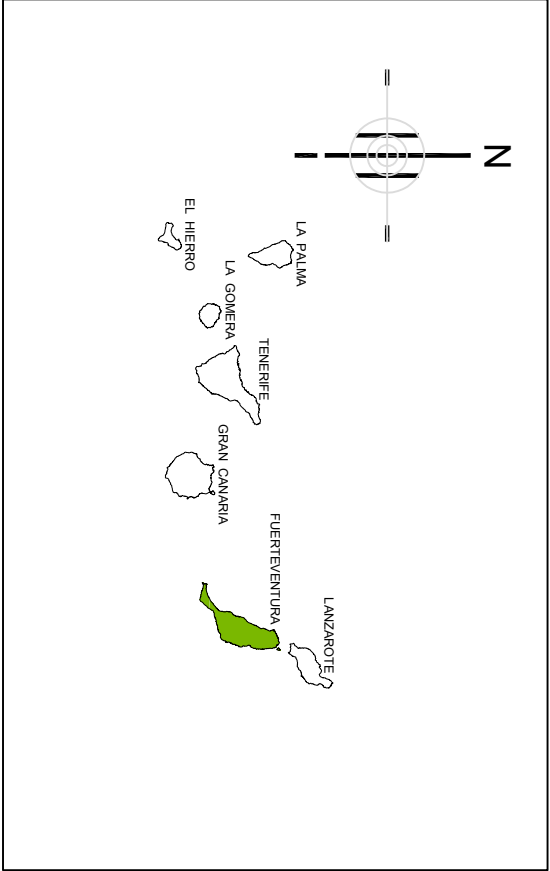 N
LA PALMA
EL HIERRO
LA GOMERA
TENERIFE
GRAN CANARIA
FUERTEVENTURA
LANZAROTE